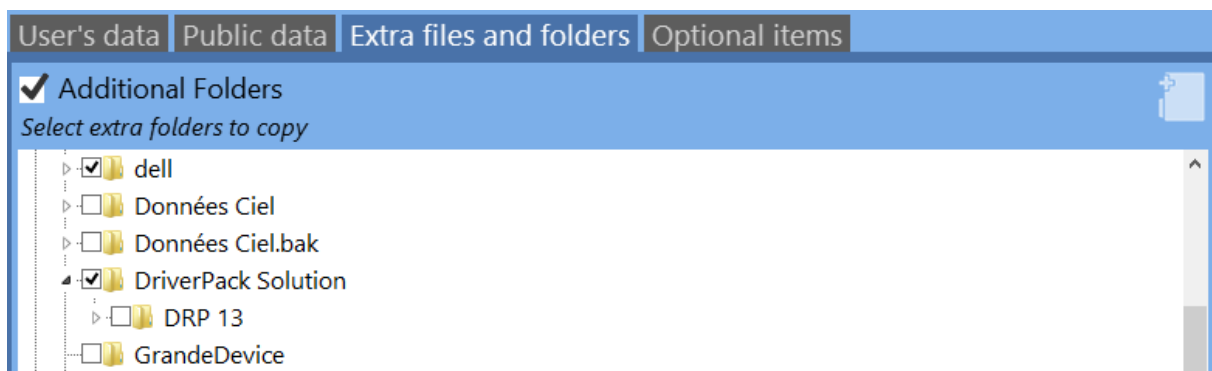 User's data Public data Extra files and folders Optional items
Additional Folders
Select extra folders to copy
dell
Données Ciel
Données Ciel.bak
DriverPack Solution
DRP 13
GrandeDevice